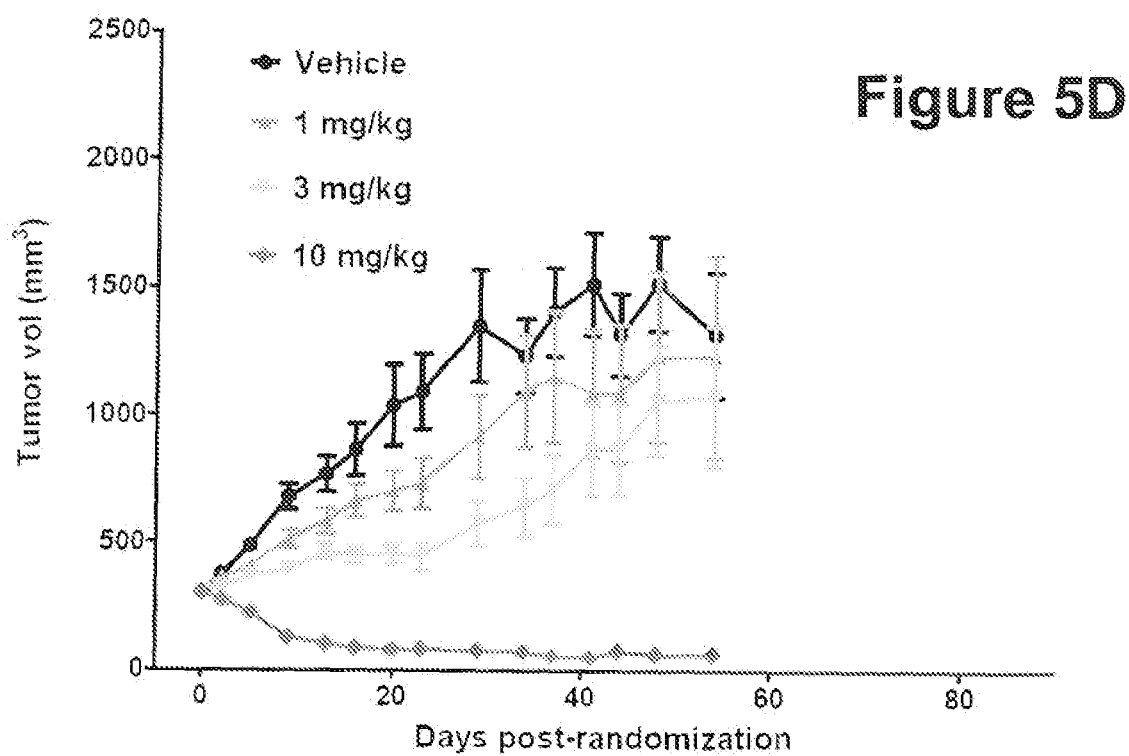 Figure 5D
Vehicle
1 mg/kg
3 mg/kg
10 mg/kg
Tumor vol (mm³)
2500
2000
1500
1000
500
0
0 20 40 60 80
Days post-randomization